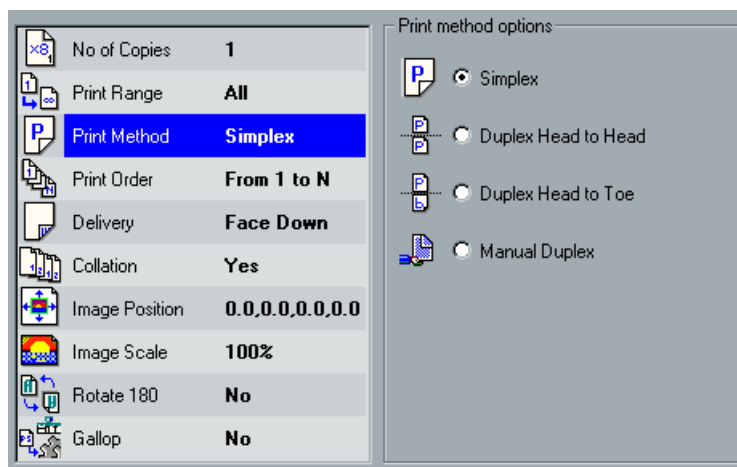 No of Copies 1
Print Range All
Print Method Simplex
Print Order From 1 to N
Delivery Face Down
Collation Yes
Image Position 0.0,0.0,0.0,0.0
Image Scale 100%
Rotate 180 No
Gallop No
Print method options
Simplex
Duplex Head to Head
Duplex Head to Toe
Manual Duplex